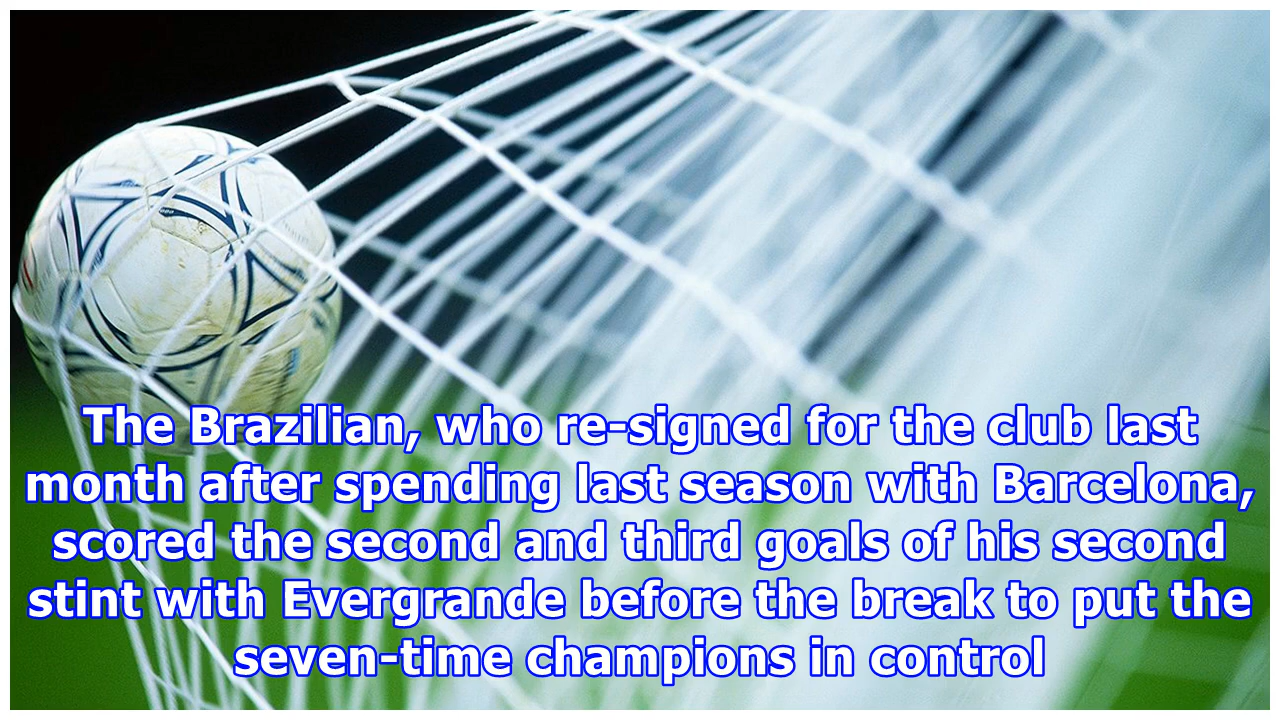 The Brazilian, who re-signed for the club last
month after spending last season with Barcelona,
scored the second and third goals of his second
stint with Evergrande before the break to put the
seven-time champions in control